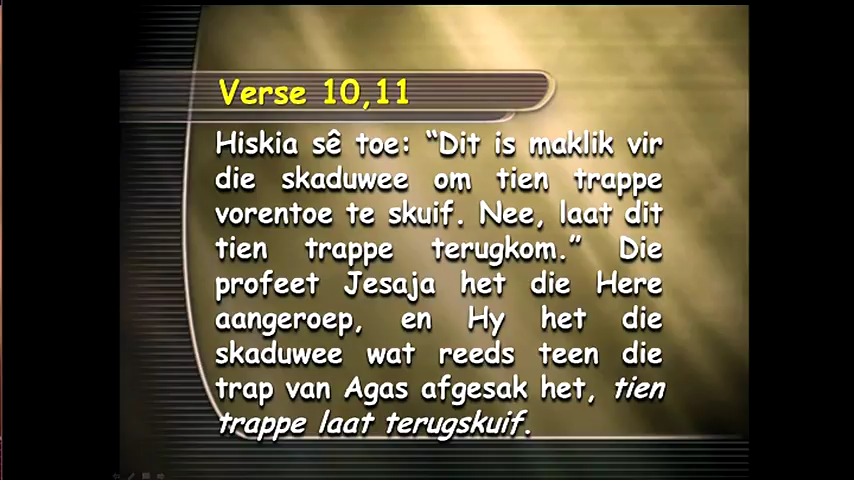 Verse 10,11
Hiskia sê toe: “Dit is maklik vir
die skaduwee om tien trappe
vorentoe te skuif. Nee, laat dit
tien trappe terugkom.” Die
profeet Jesaja het die Here
aangeroep, en Hy het die
skaduwee wat reeds teen die
trap van Agas afgesak het, tien
trappe laat terugskuif.